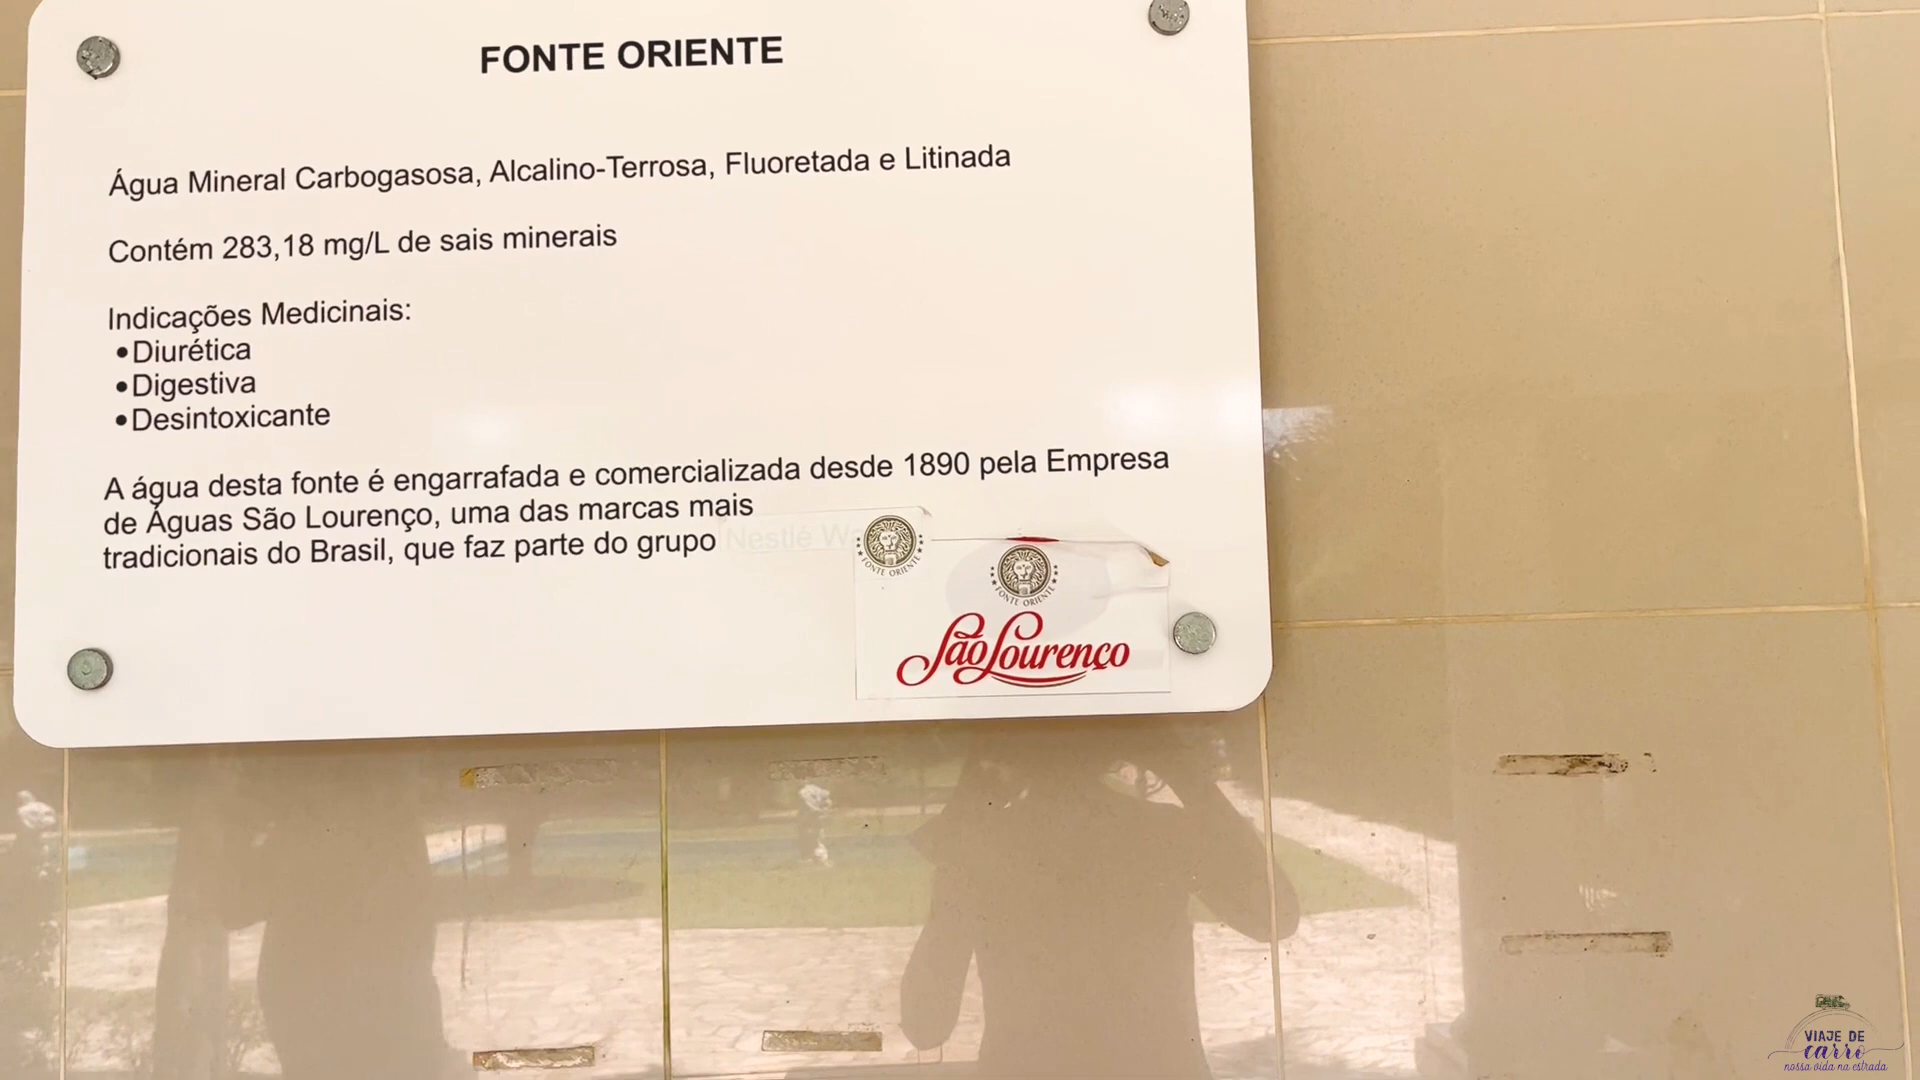 FONTE ORIENTE
Água Mineral Carbogasosa, Alcalino-Terrosa, Fluoretada e Litinada
Contém 283,18 mg/L de sais minerais
Indicações Medicinais:
•Diurética
•Digestiva
•Desintoxicante
A água desta fonte é engarrafada e comercializada desde 1890 pela Empresa
de Águas São Lourenço, uma das marcas mais
tradicionais do Brasil, que faz parte do grupo Nestlé
FONTE ORIENTE
FONTE ORIENTE
São Lourenço
VIAJE DE
carro
nossa vida na estrada